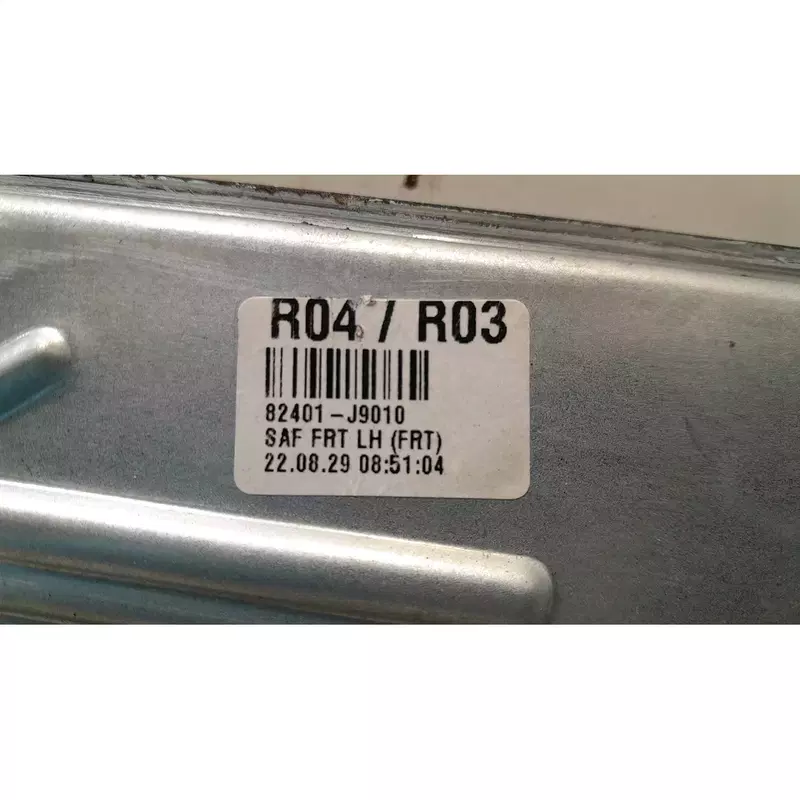 R04 / R03
82401-J9010
SAF FRT LH (FRT)
22.08.29 08:51:04